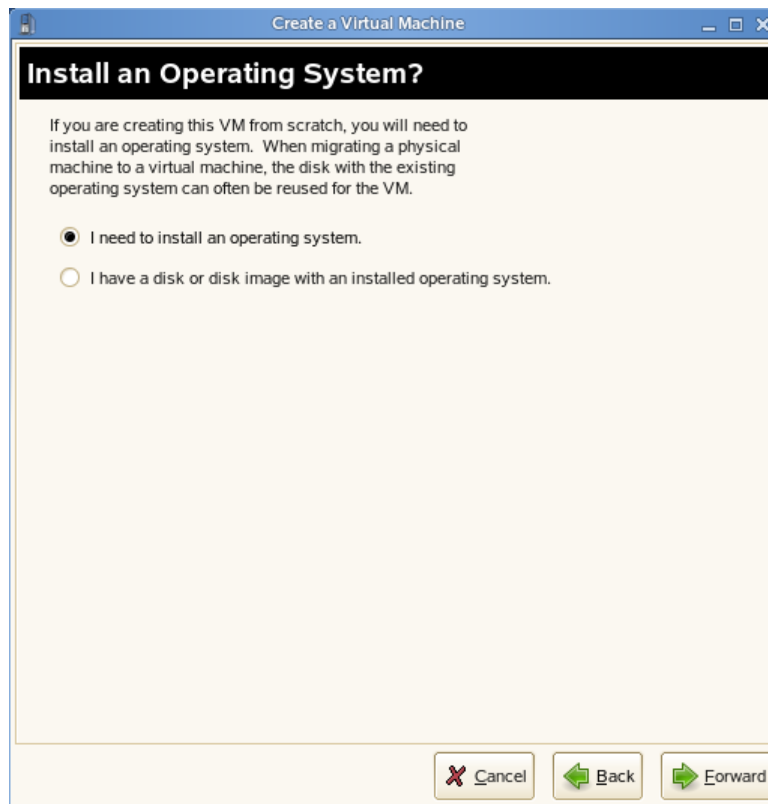 Create a Virtual Machine
Install an Operating System?
If you are creating this VM from scratch, you will need to
install an operating system.  When migrating a physical
machine to a virtual machine, the disk with the existing
operating system can often be reused for the VM.
I need to install an operating system.
I have a disk or disk image with an installed operating system.
Cancel Back Forward